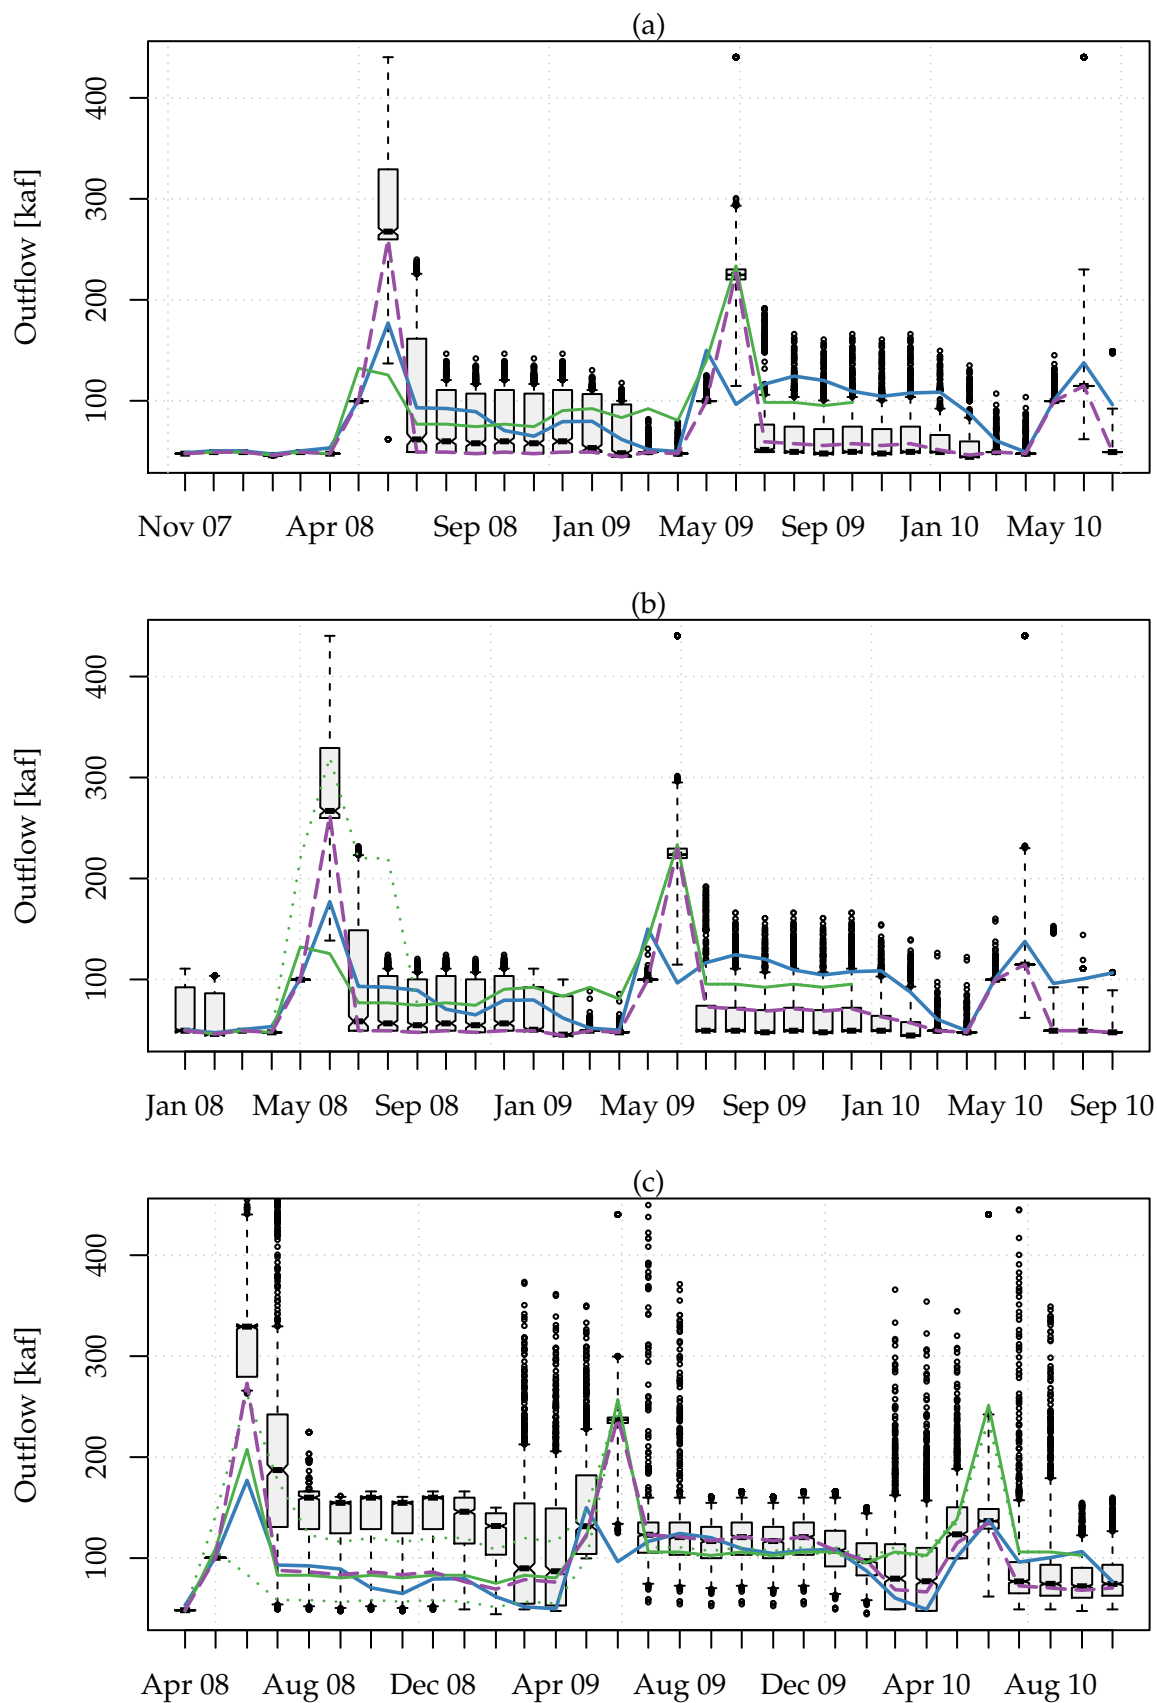 (a)
Outflow [kaf]
400
300
200
100
Nov 07 Apr 08 Sep 08 Jan 09 May 09 Sep 09 Jan 10 May 10
(b)
Outflow [kaf]
400
300
200
100
Jan 08 May 08 Sep 08 Jan 09 May 09 Sep 09 Jan 10 May 10 Sep 10
(c)
Outflow [kaf]
400
300
200
100
Apr 08 Aug 08 Dec 08 Apr 09 Aug 09 Dec 09 Apr 10 Aug 10